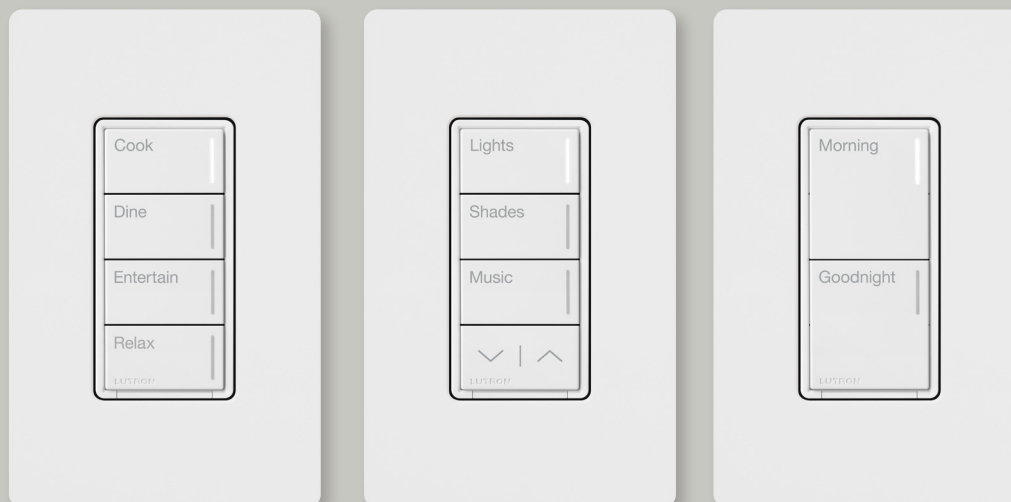 Cook
Dine
Entertain
Relax
LUTRON
Lights
Shades
Music
LUTRON
Morning
Goodnight
LUTRON